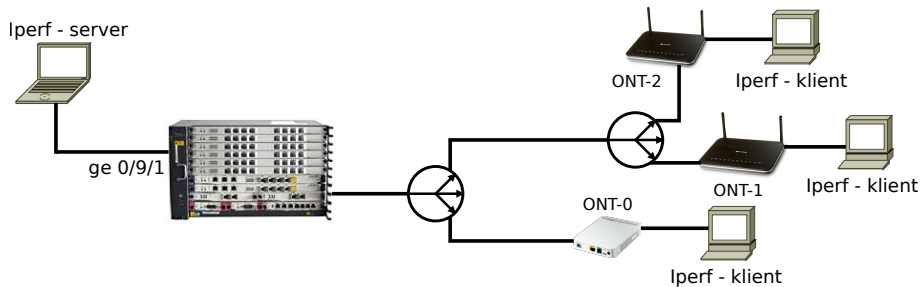 Iperf - server
ge 0/9/1
ONT-2
Iperf - klient
ONT-1
Iperf - klient
ONT-0
Iperf - klient